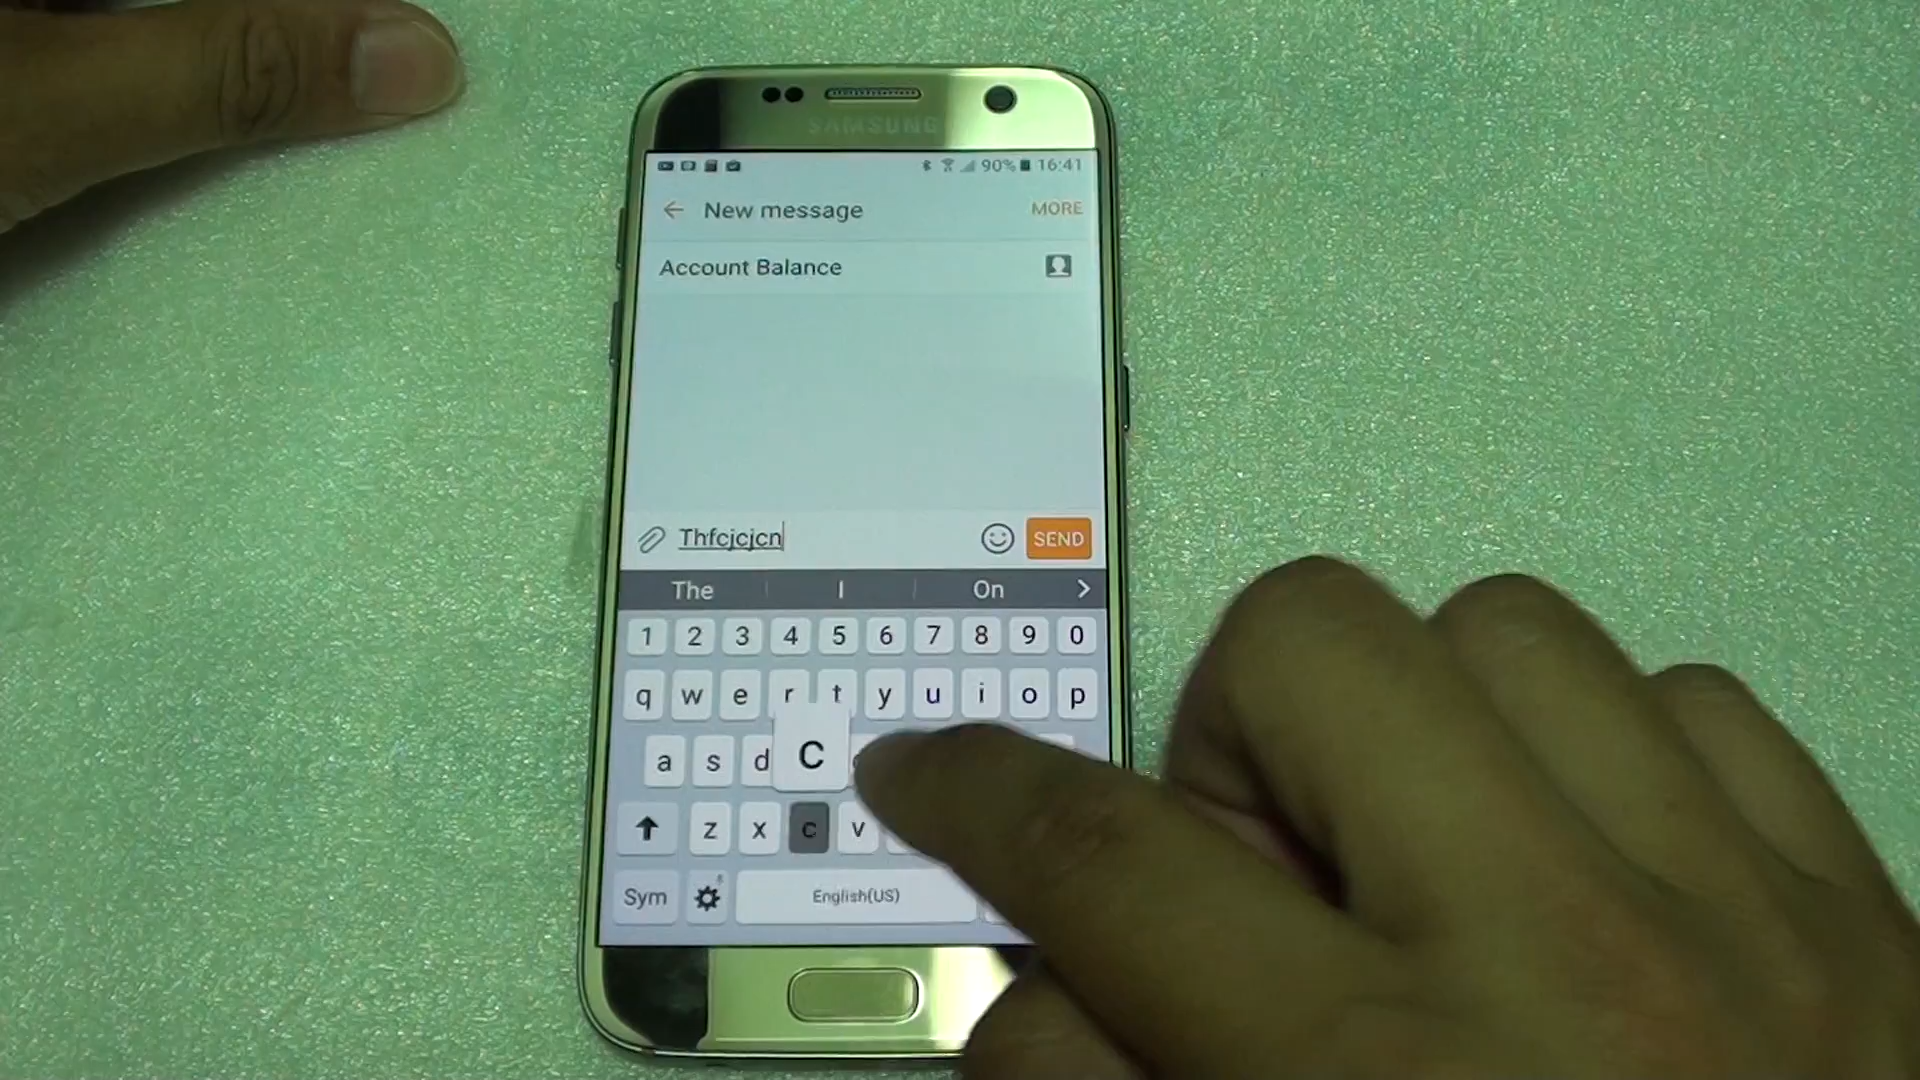 SAMSUNG
90% 16:41
New message MORE
Account Balance
Thfcjcjcn SEND
The I On >
1 2 3 4 5 6 7 8 9 0
q w e r t y u i o p
a s d C
z x c v
Sym English(US)